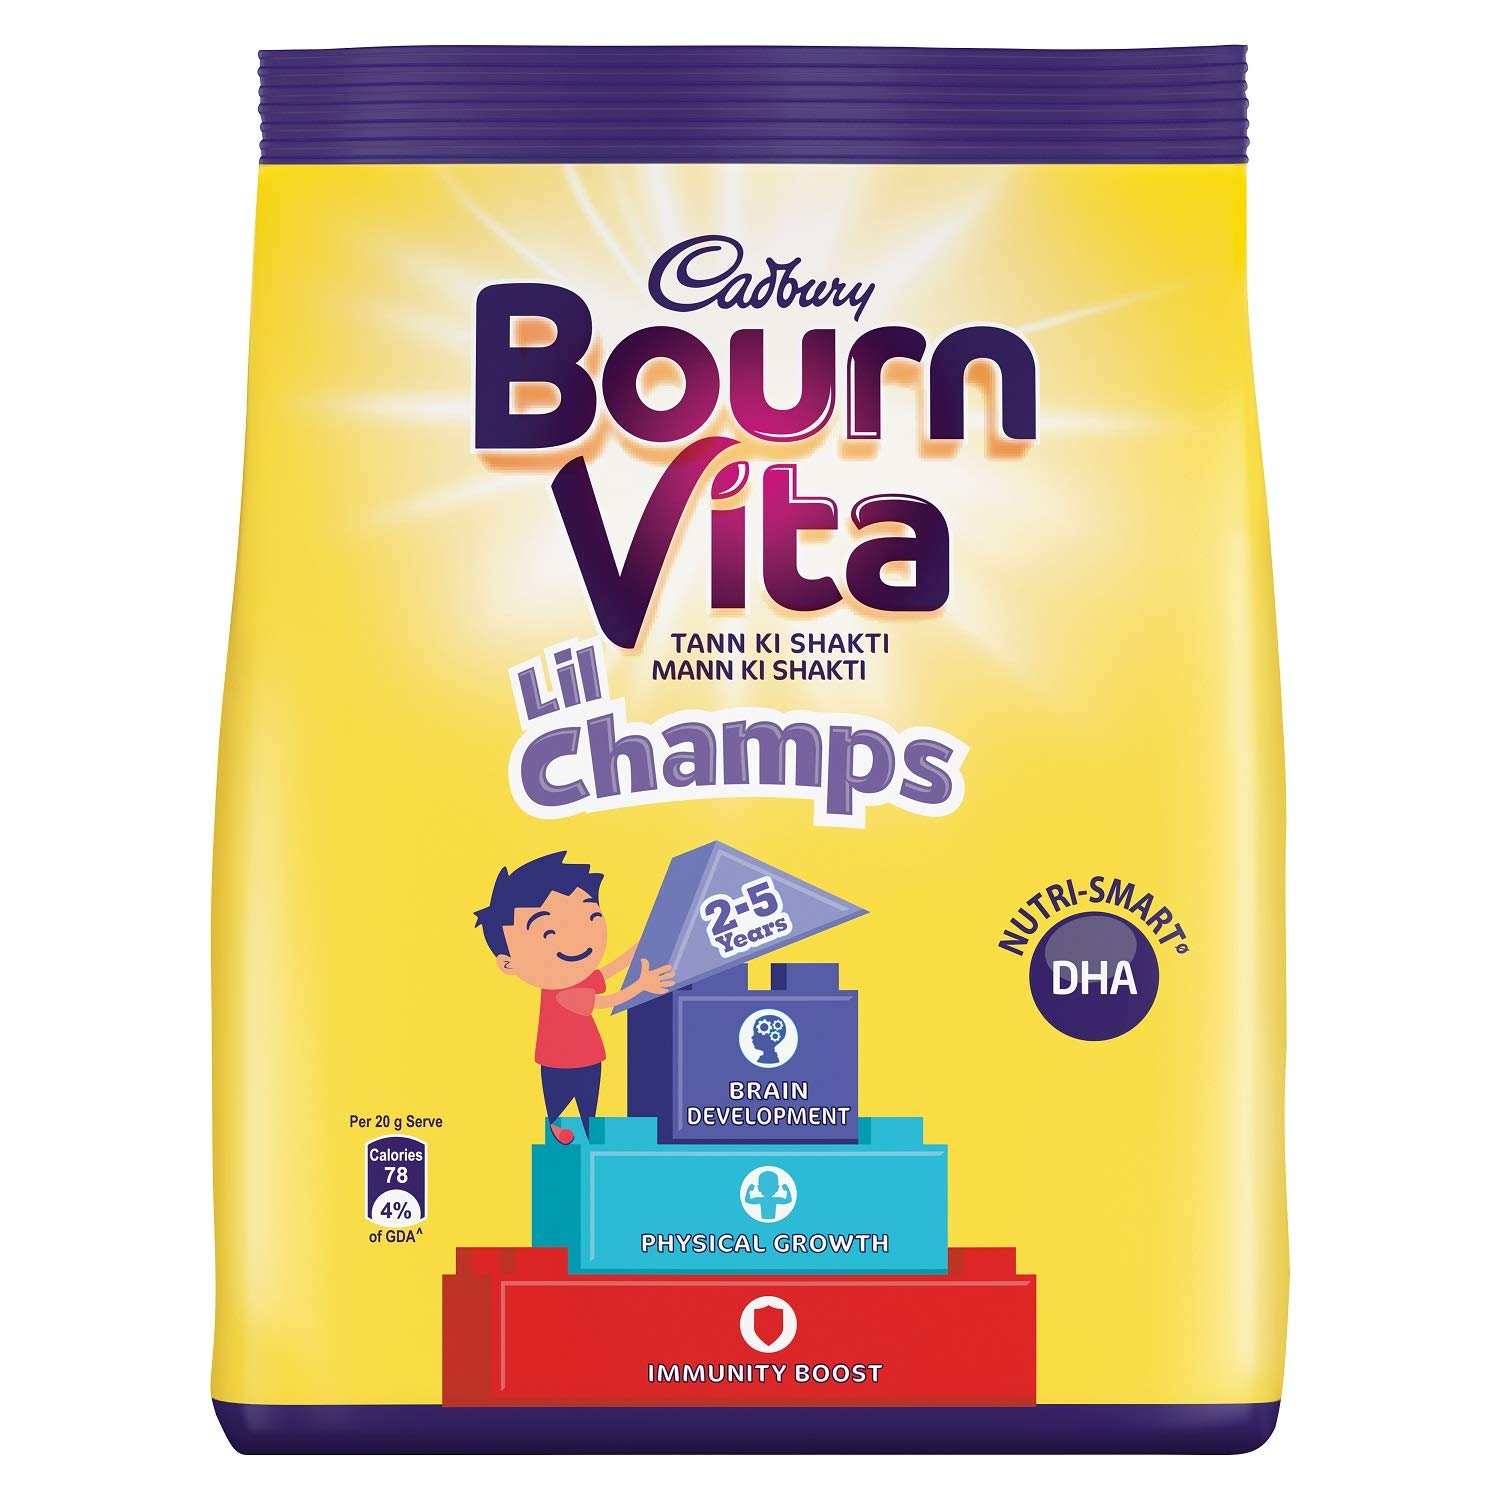 Cadbury
Bourn
Vita
TANN KI SHAKTI
MANN KI SHAKTI
Lil
Champs
2-5
Years
NUTRI-SMART⌀
DHA
BRAIN
DEVELOPMENT
Per 20 g Serve
Calories
78
4%
of GDA^
PHYSICAL GROWTH
IMMUNITY BOOST